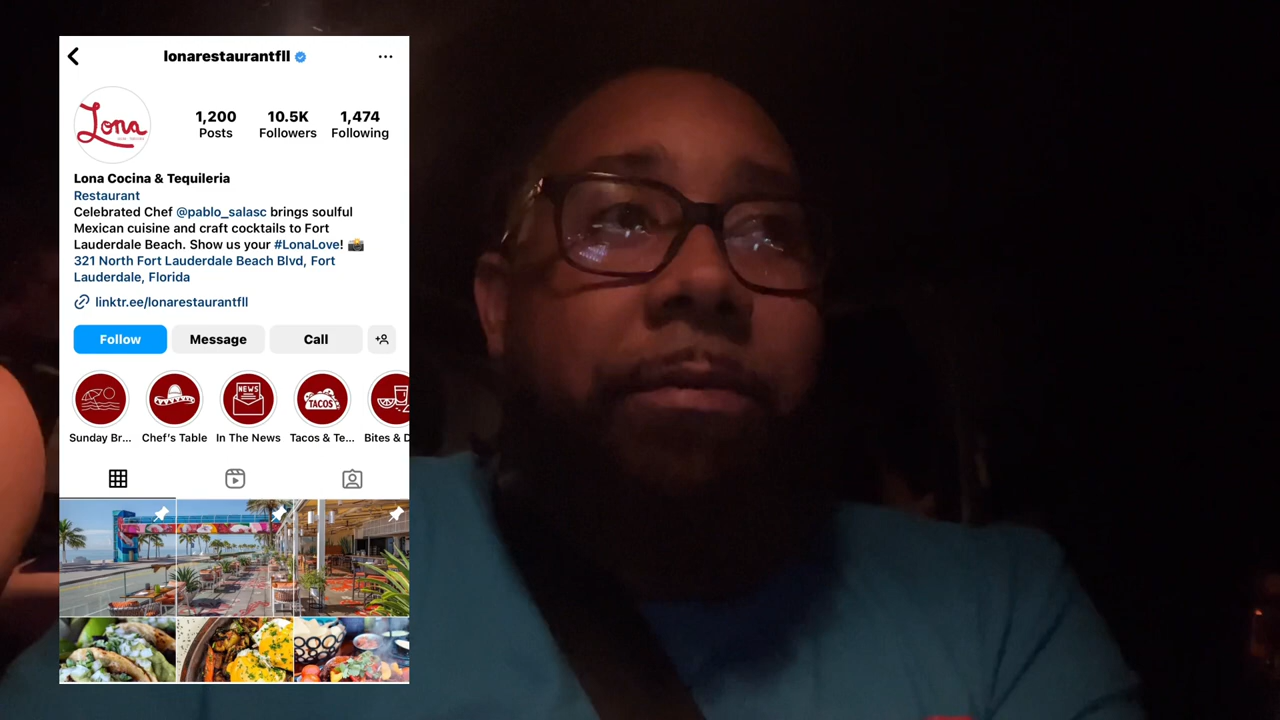 lonarestaurantfll
Lona
1,200 10.5K 1,474
Posts Followers Following
Lona Cocina & Tequileria
Restaurant
Celebrated Chef @pablo_salasc brings soulful
Mexican cuisine and craft cocktails to Fort
Lauderdale Beach. Show us your #LonaLove! 📸
321 North Fort Lauderdale Beach Blvd, Fort
Lauderdale, Florida
linktr.ee/lonarestaurantfll
Follow Message Call
NEWS
TACOS
Sunday Br... Chef's Table In The News Tacos & Te... Bites & D